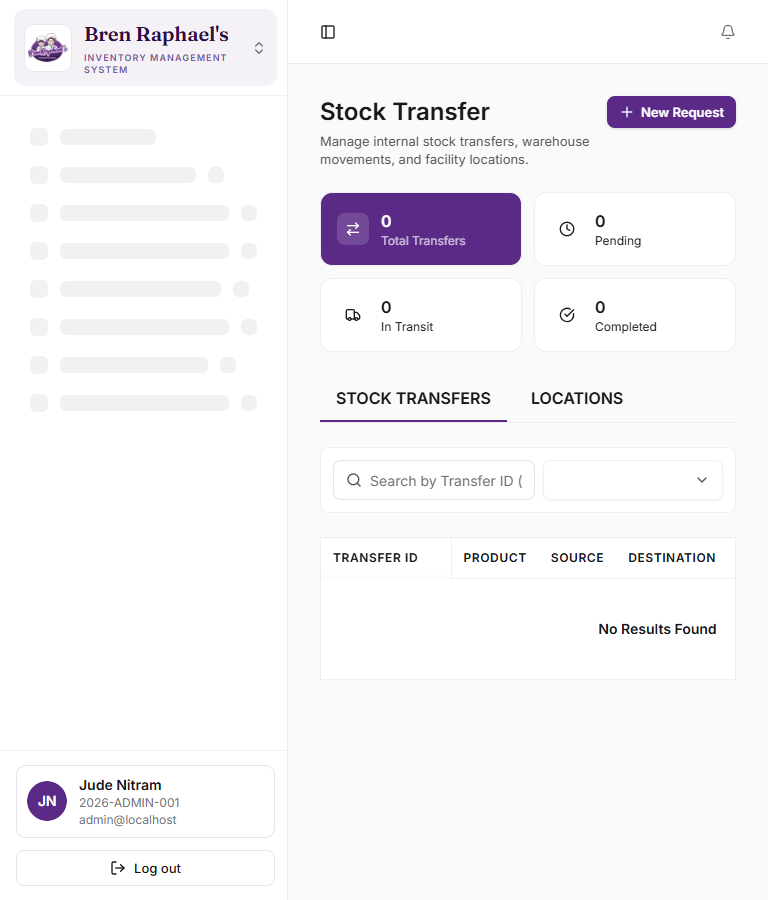 Bren Raphael's
INVENTORY MANAGEMENT
SYSTEM
Jude Nitram
JN
2026-ADMIN-001
admin@localhost
Log out
Stock Transfer
New Request
Manage internal stock transfers, warehouse
movements, and facility locations.
0
Total Transfers
0
Pending
0
In Transit
0
Completed
STOCK TRANSFERS LOCATIONS
Search by Transfer ID (
TRANSFER ID PRODUCT SOURCE DESTINATION
No Results Found